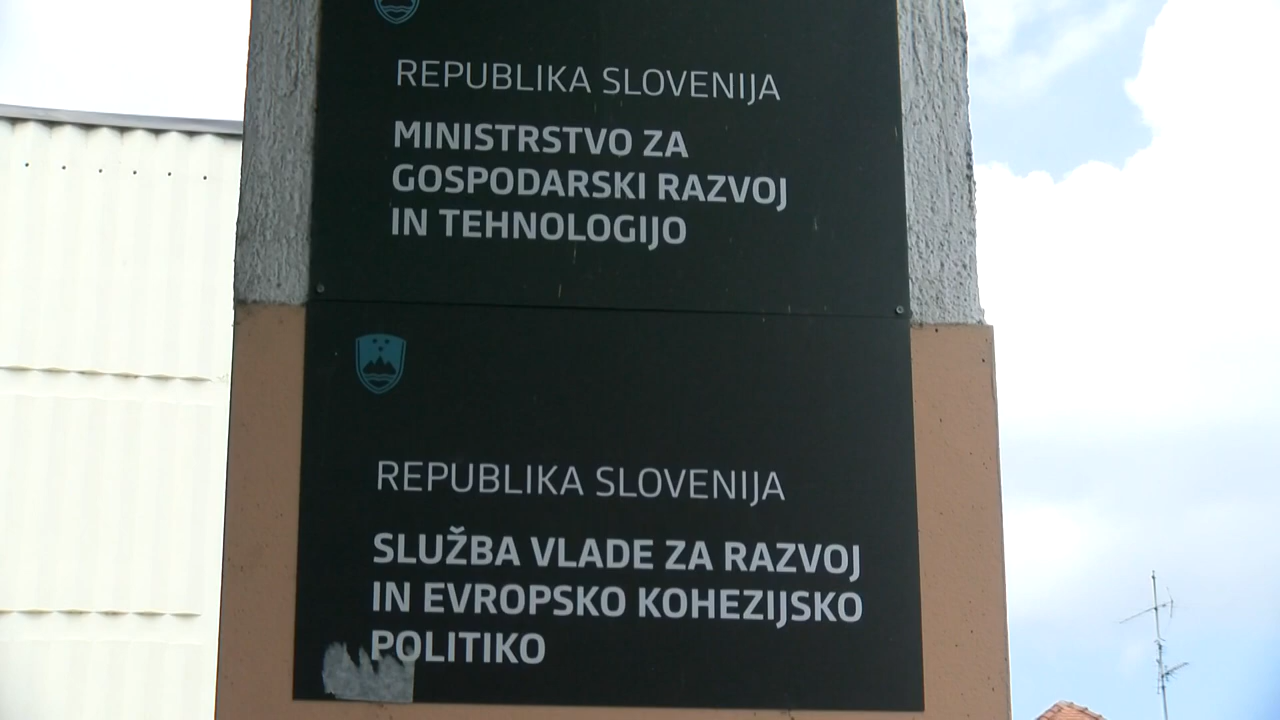 REPUBLIKA SLOVENIJA
MINISTRSTVO ZA
GOSPODARSKI RAZVOJ
IN TEHNOLOGIJO
REPUBLIKA SLOVENIJA
SLUŽBA VLADE ZA RAZVOJ
IN EVROPSKO KOHEZIJSKO
POLITIKO